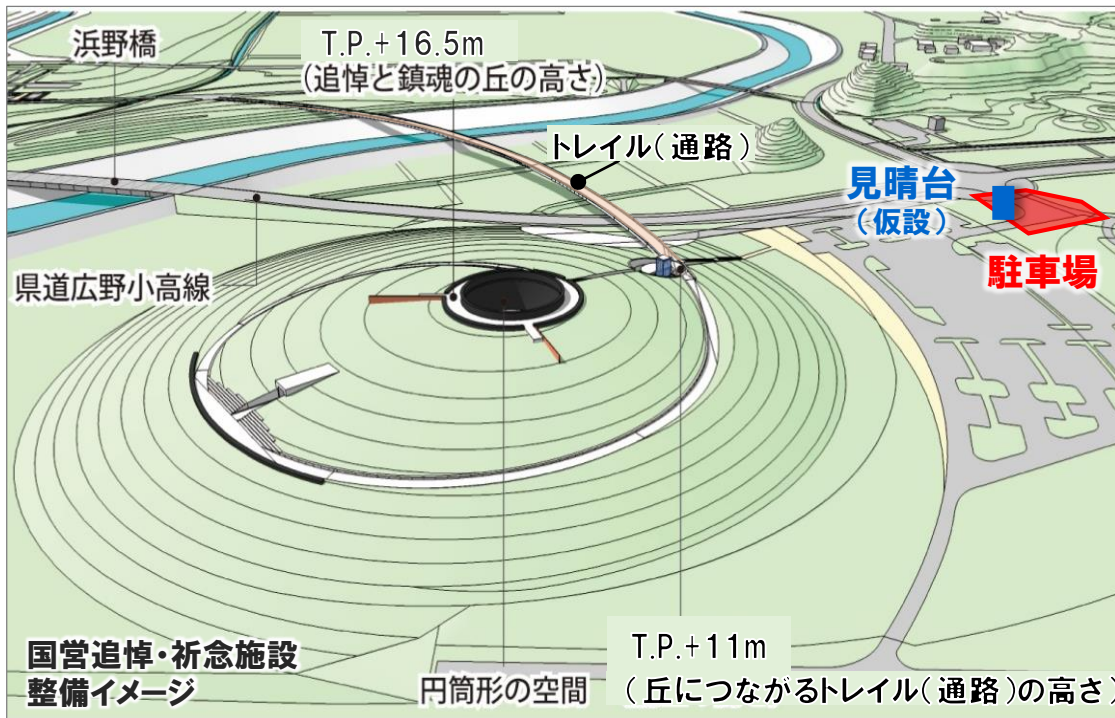 浜野橋
T.P.+16.5m
(追悼と鎮魂の丘の高さ)
トレイル(通路)
見晴台
(仮設)
駐車場
県道広野小高線
国営追悼・祈念施設
整備イメージ
円筒形の空間
T.P.+11m
(丘につながるトレイル(通路)の高さ)